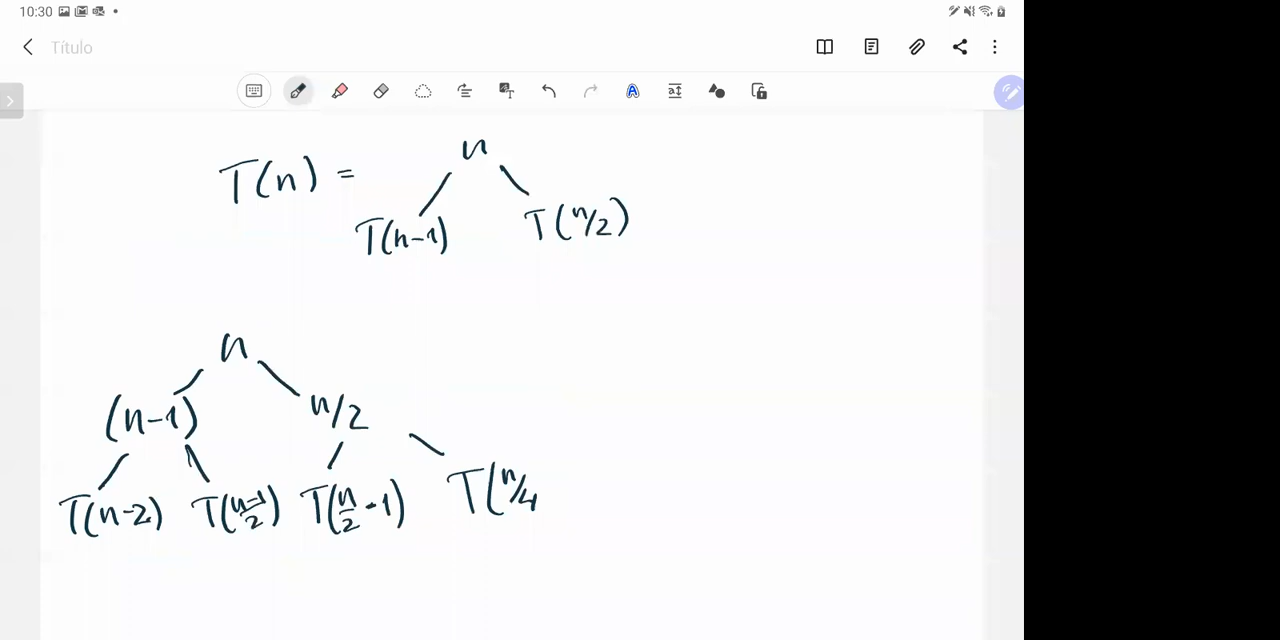 10:30
Título
n
T(n) =
T(n-1) T(n/2)
n
(n-1) n/2
T(n-2) T(n-1/2) T(n/2-1) T(n/4